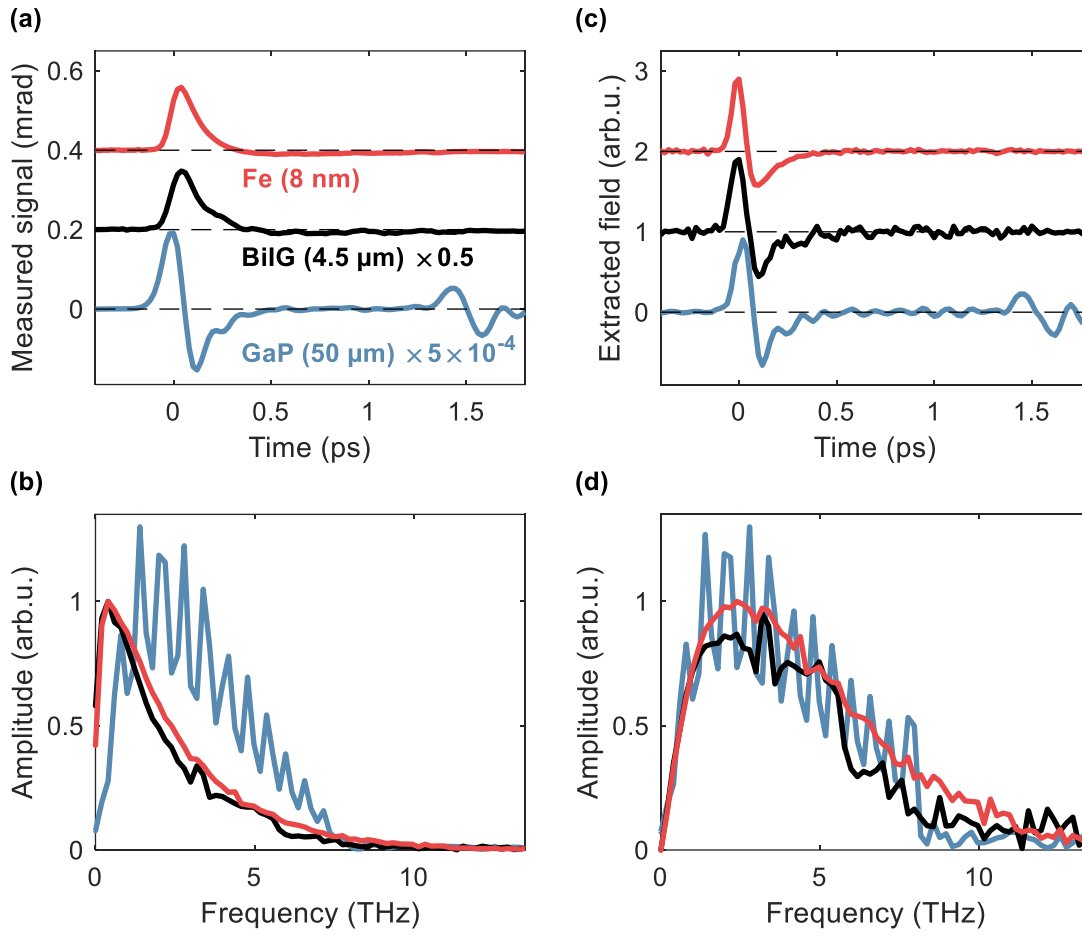 (a)
Measured signal (mrad)
0.6
0.4
0.2
0
Fe (8 nm)
BiIG (4.5 μm) ×0.5
GaP (50 μm) ×5×10-4
0
0.5
1
1.5
Time (ps)
(c)
Extracted field (arb.u.)
3
2
1
0
0
0.5
1
1.5
Time (ps)
(b)
Amplitude (arb.u.)
1
0.5
0
0
5
10
Frequency (THz)
(d)
Amplitude (arb.u.)
1
0.5
0
0
5
10
Frequency (THz)